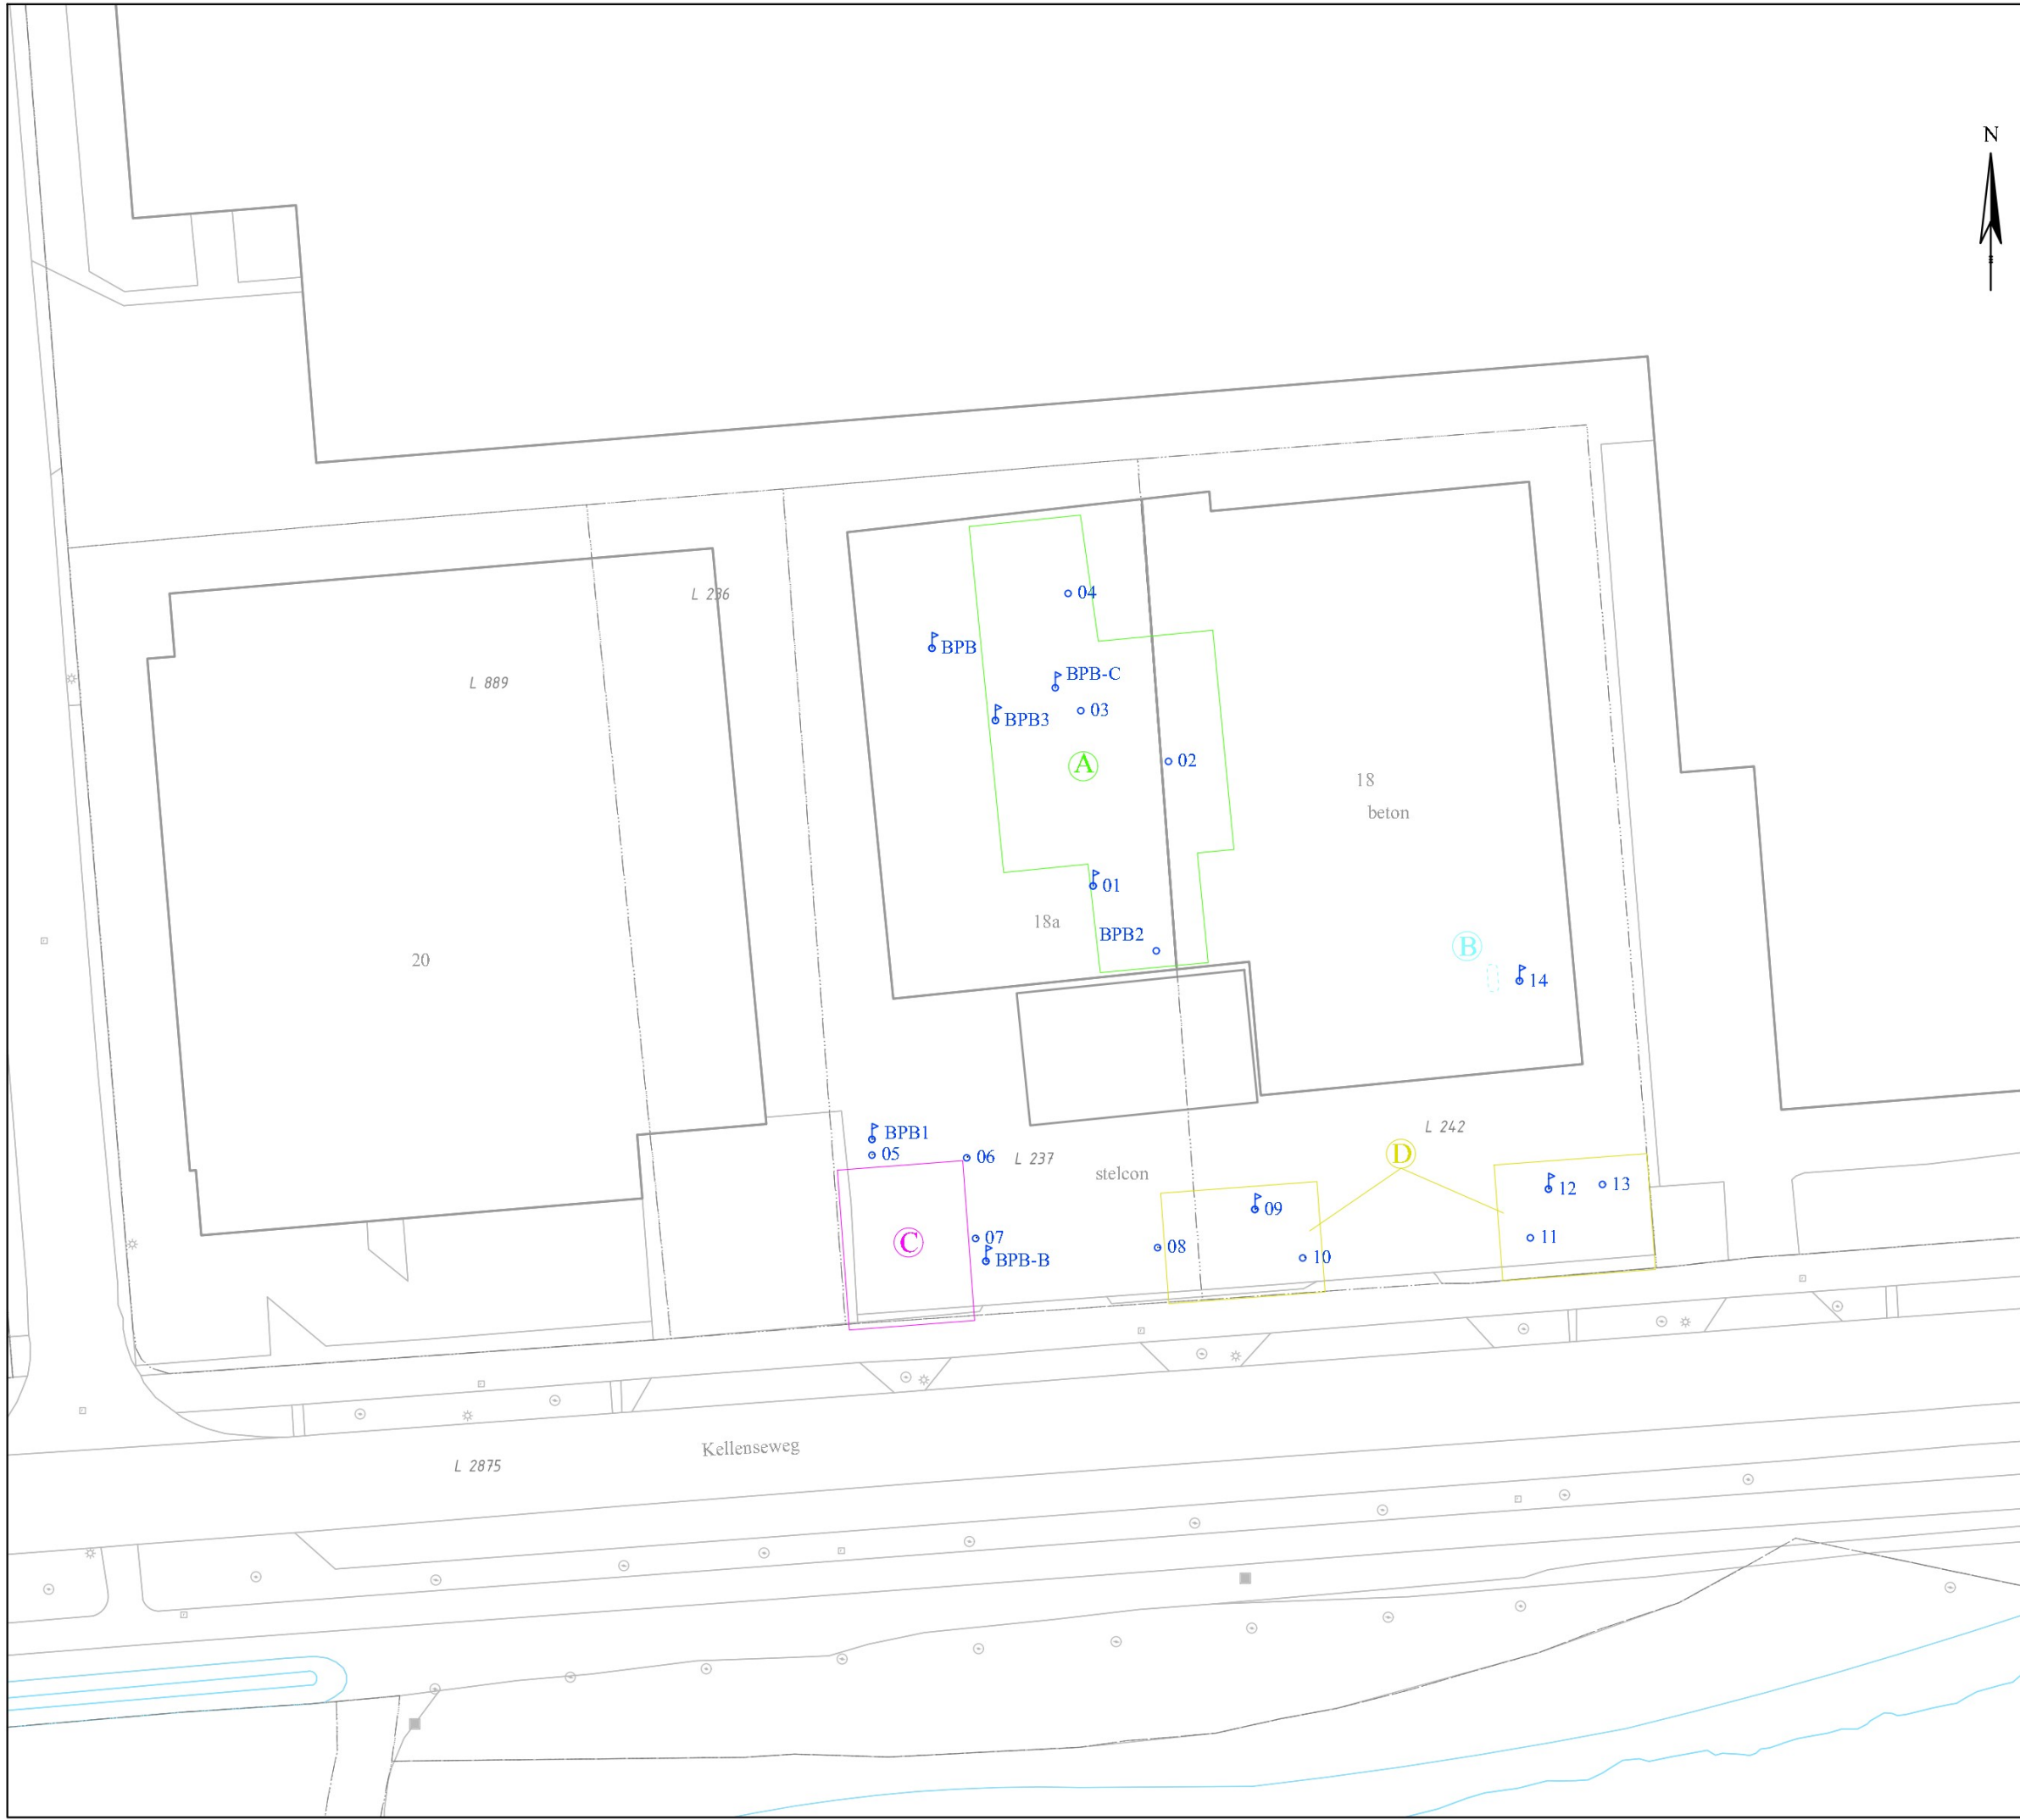 N
L 236
04
BPB
BPB-C
L 889
03
BPB3
A
02
18
beton
01
18a
BPB2
B
20
14
BPB1
05
06
L 237
stelcon
L 242
D
12
13
09
C
07
BPB-B
08
10
11
Kellenseweg
L 2875